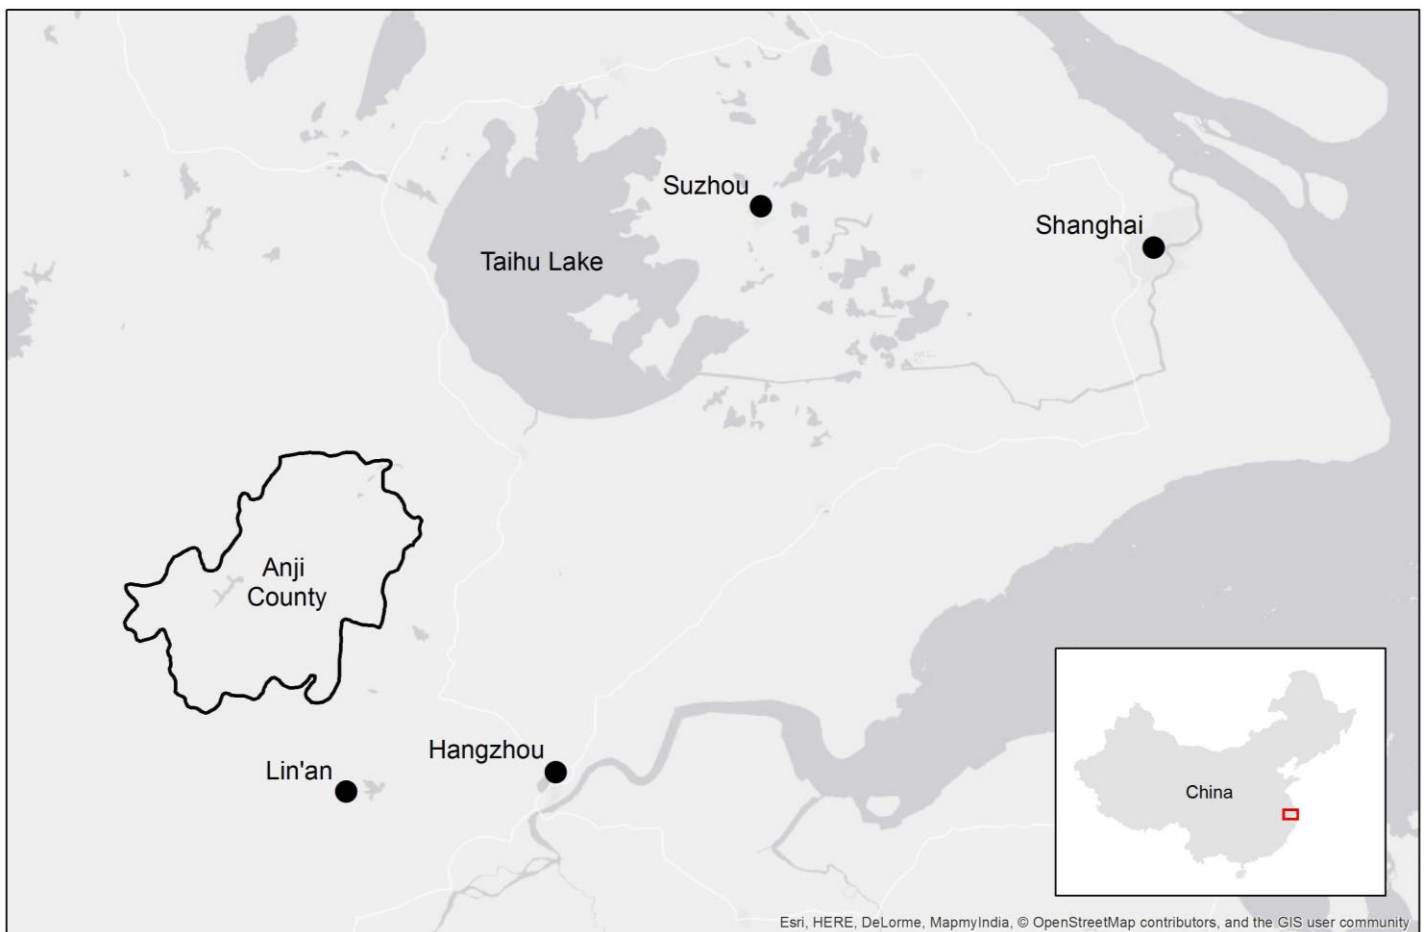 Suzhou
Shanghai
Taihu Lake
Anji
County
Hangzhou
Lin'an
China
Esri, HERE, DeLorme, MapmyIndia, © OpenStreetMap contributors, and the GIS user community